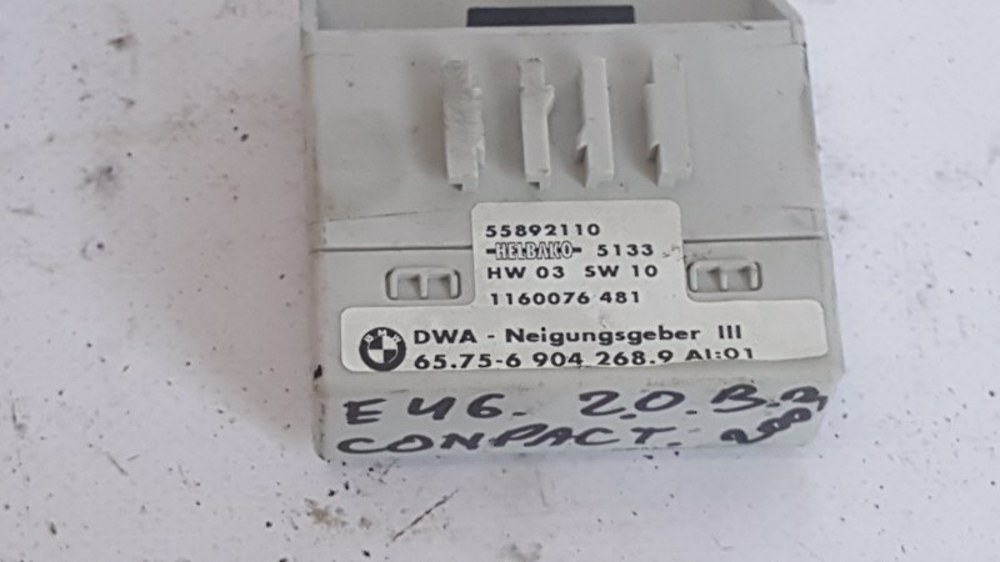 55892110
HELBAKO 5133
HW 03 SW 10
1160076 481
BMW DWA - Neigungsgeber III
65.75-6 904 268.9 AI:01
E46. 2.0.B.
CONPACT.